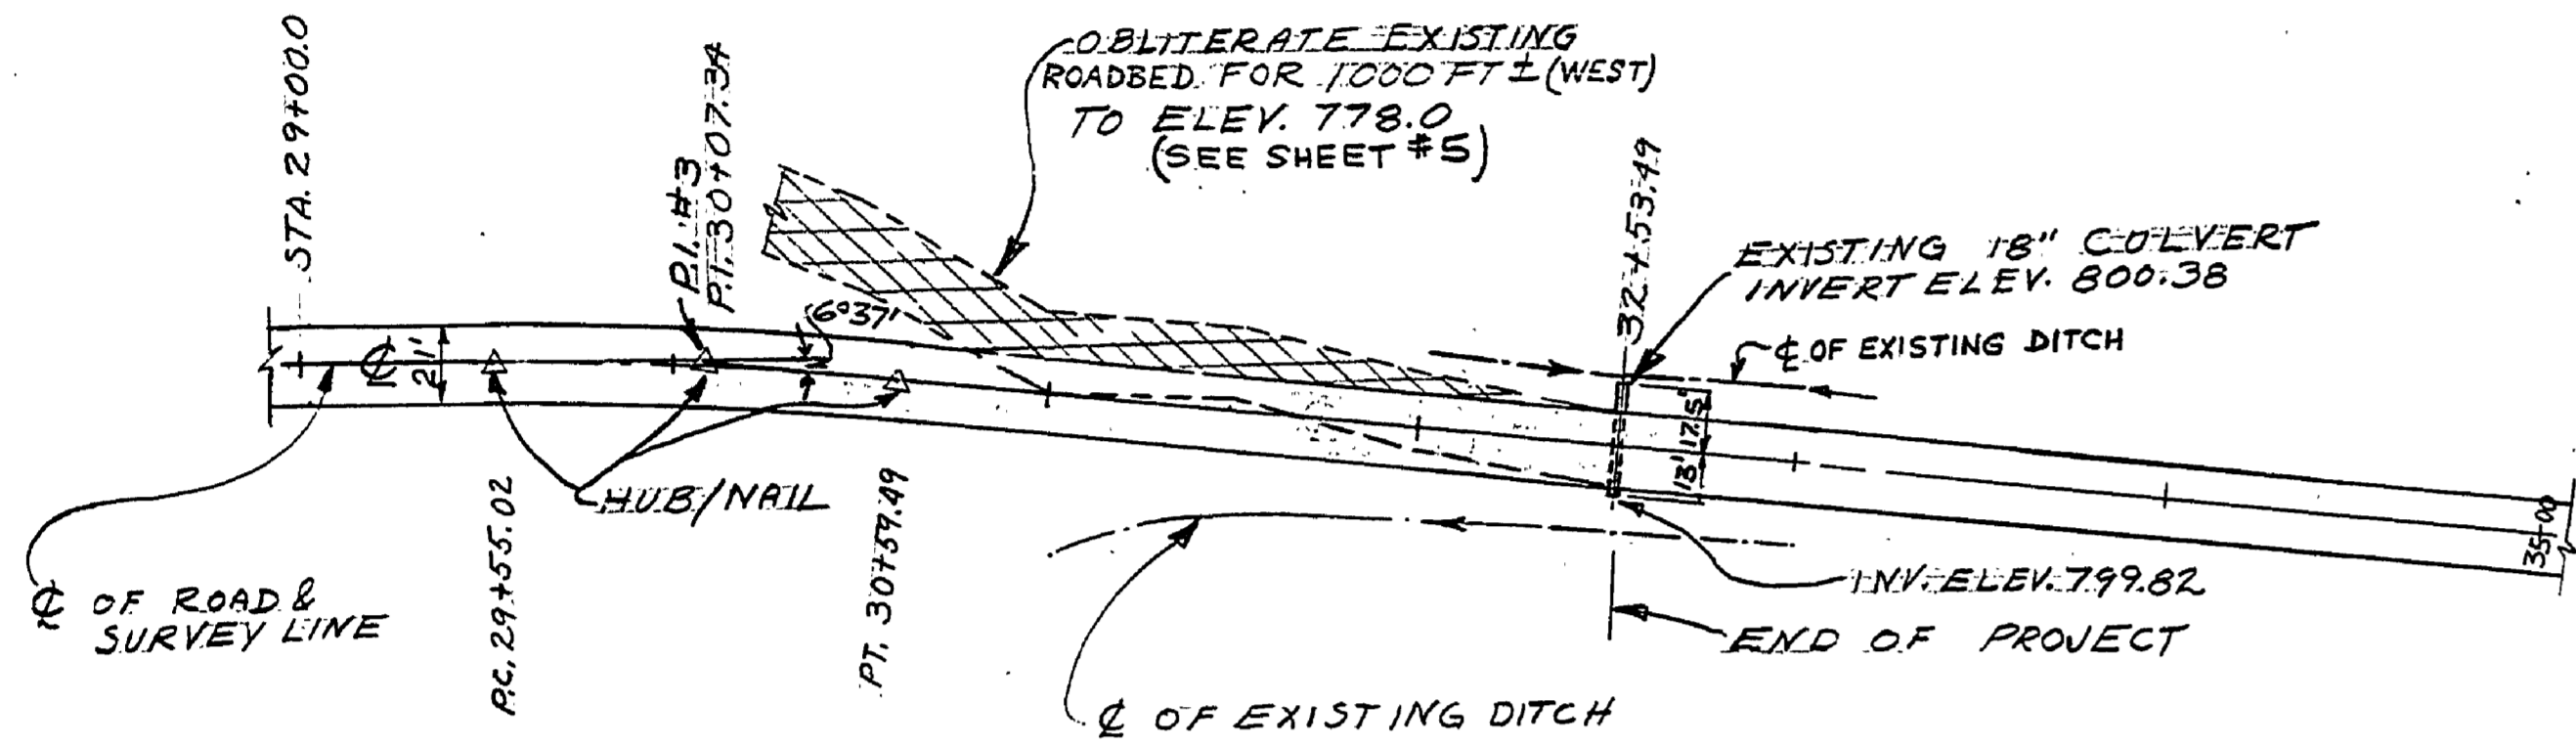 STA. 29+00.0
P.I. #3
P.I. 30+07.34
OBLITERATE EXISTING
ROADBED FOR 1000 FT ± (WEST)
TO ELEV. 778.0
(SEE SHEET #5)
32+53.49
EXISTING 18" CULVERT
INVERT ELEV. 800.38
℄ OF EXISTING DITCH
6°37'
℄
21'
17.5'
13'
HUB/NAIL
℄ OF ROAD &
SURVEY LINE
P.C. 29+55.02
PT. 30+59.49
INV. ELEV. 799.82
END OF PROJECT
℄ OF EXISTING DITCH
35+00